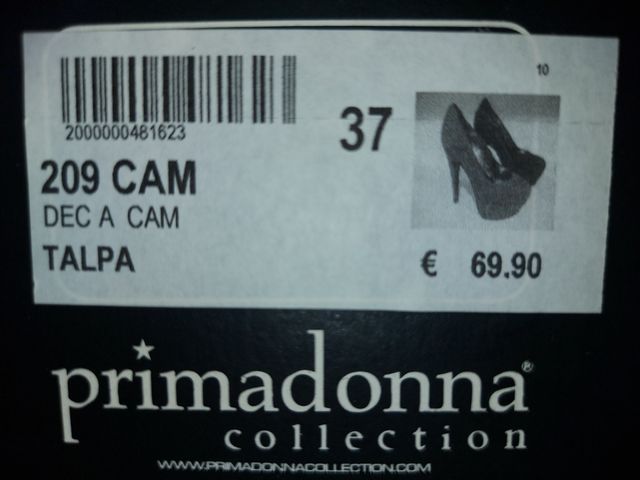 10
2000000481623
37
209 CAM
DEC A CAM
TALPA
€ 69.90
primadonna®
collection
WWW.PRIMADONNACOLLECTION.COM